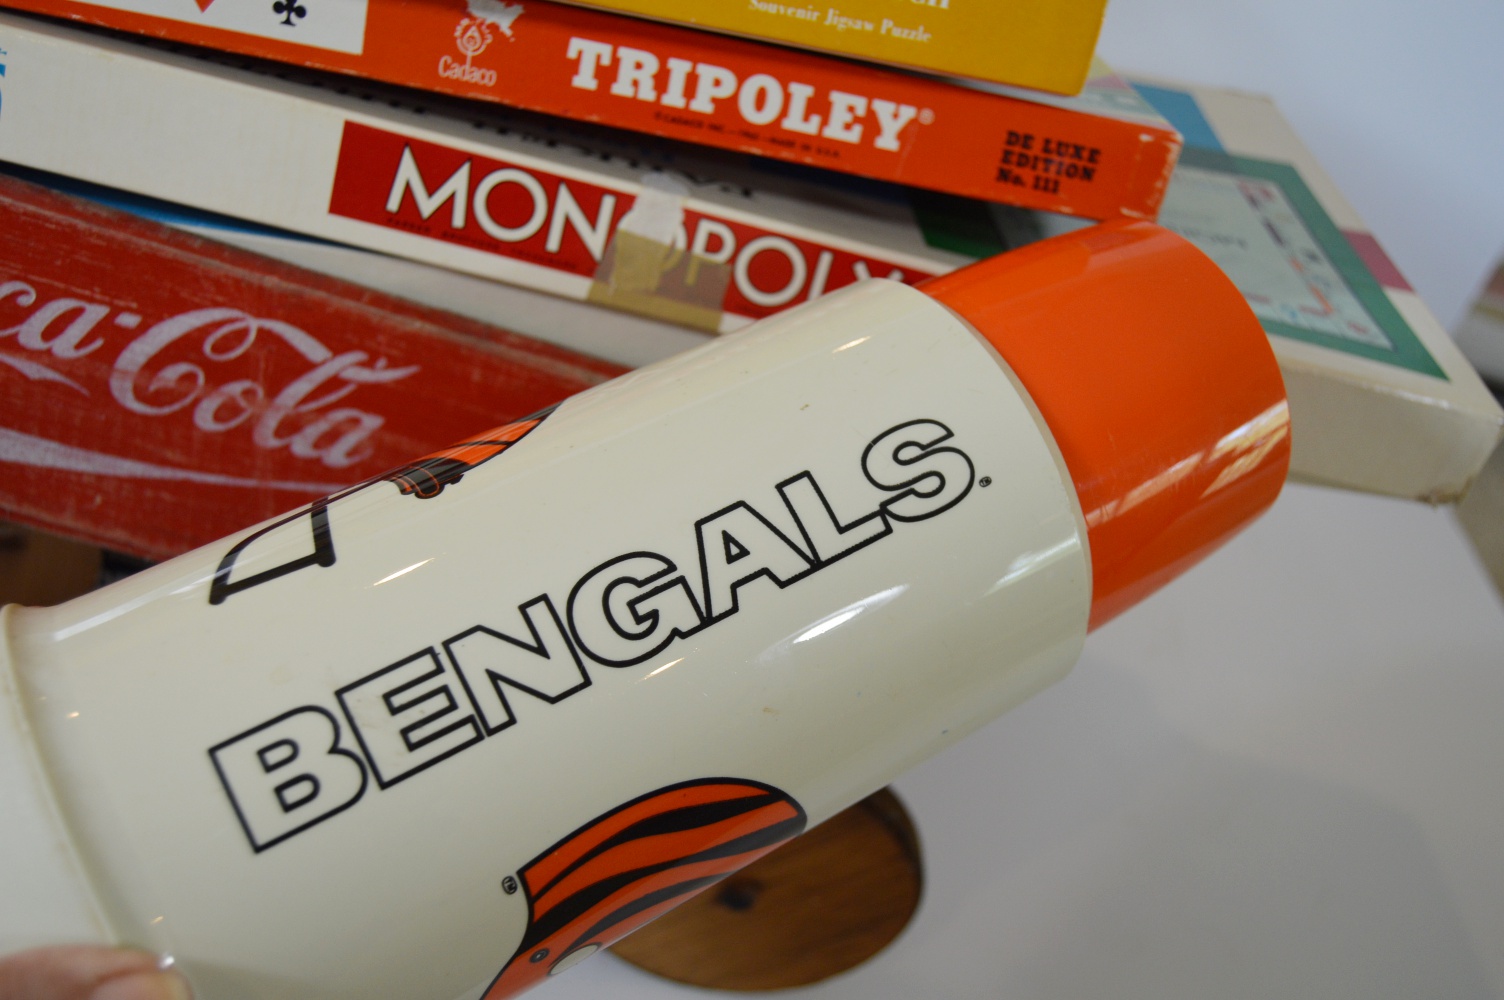 Souvenir Jigsaw Puzzle
Cadaco
TRIPOLEY®
DE LUXE
EDITION
No. 111
MONOPOLY
ca-Cola
BENGALS